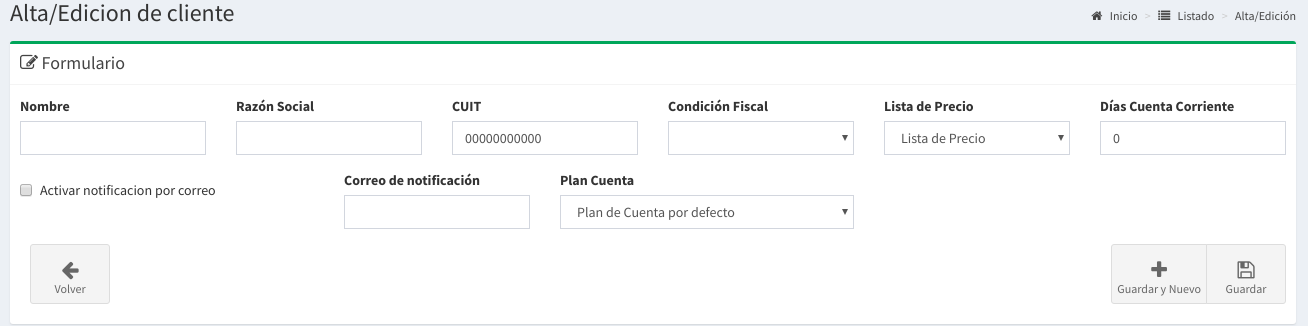 Alta/Edicion de cliente
Inicio > Listado > Alta/Edición
Formulario
Nombre Razón Social CUIT Condición Fiscal Lista de Precio Días Cuenta Corriente
00000000000 Lista de Precio 0
Activar notificacion por correo Correo de notificación Plan Cuenta
Plan de Cuenta por defecto
Volver Guardar y Nuevo Guardar